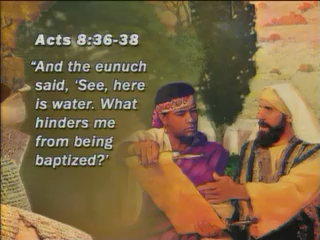 Acts 8:36-38
“And the eunuch
said, ‘See, here
is water. What
hinders me
from being
baptized?’